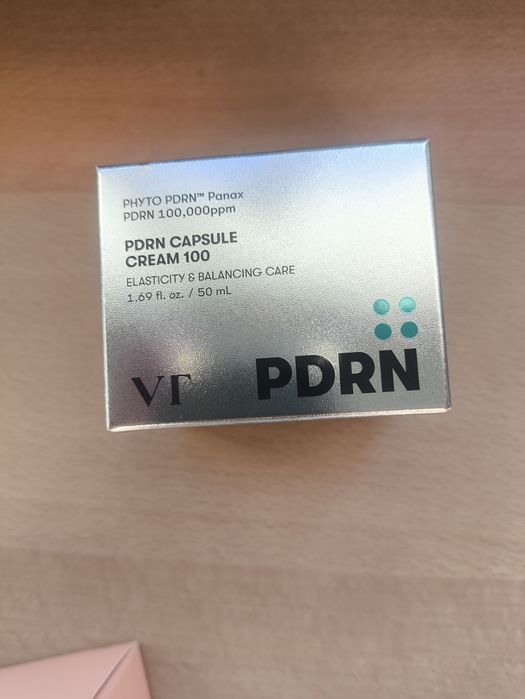 PHYTO PDRN™ Panax
PDRN 100,000ppm
PDRN CAPSULE
CREAM 100
ELASTICITY & BALANCING CARE
1.69 fl. oz. / 50 mL
VT
PDRN